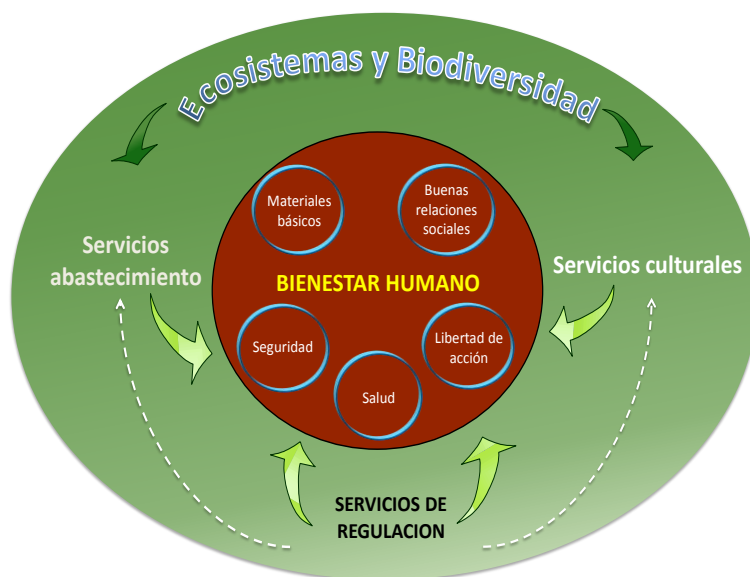 Ecosistemas y Biodiversidad
Materiales
básicos
Buenas
relaciones
sociales
Servicios
abastecimiento
BIENESTAR HUMANO
Servicios culturales
Seguridad
Libertad de
acción
Salud
SERVICIOS DE
REGULACION